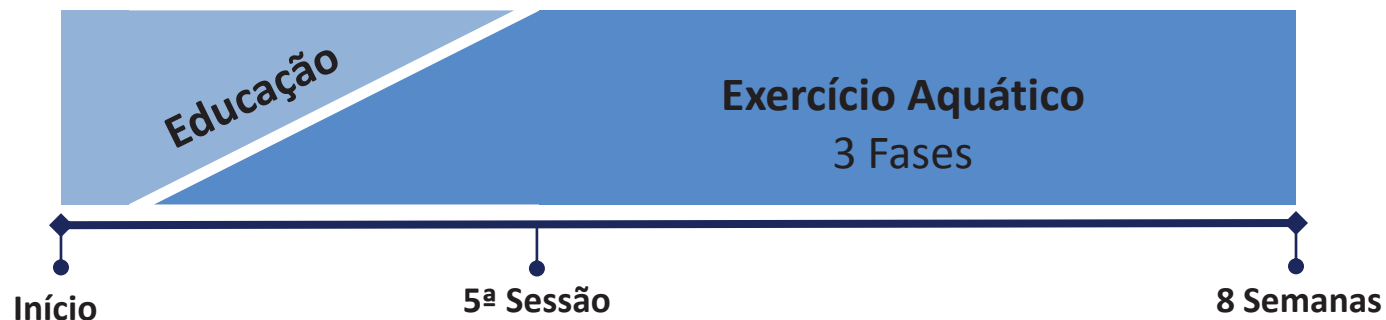 Educação
Exercício Aquático
3 Fases
Início
5ª Sessão
8 Semanas